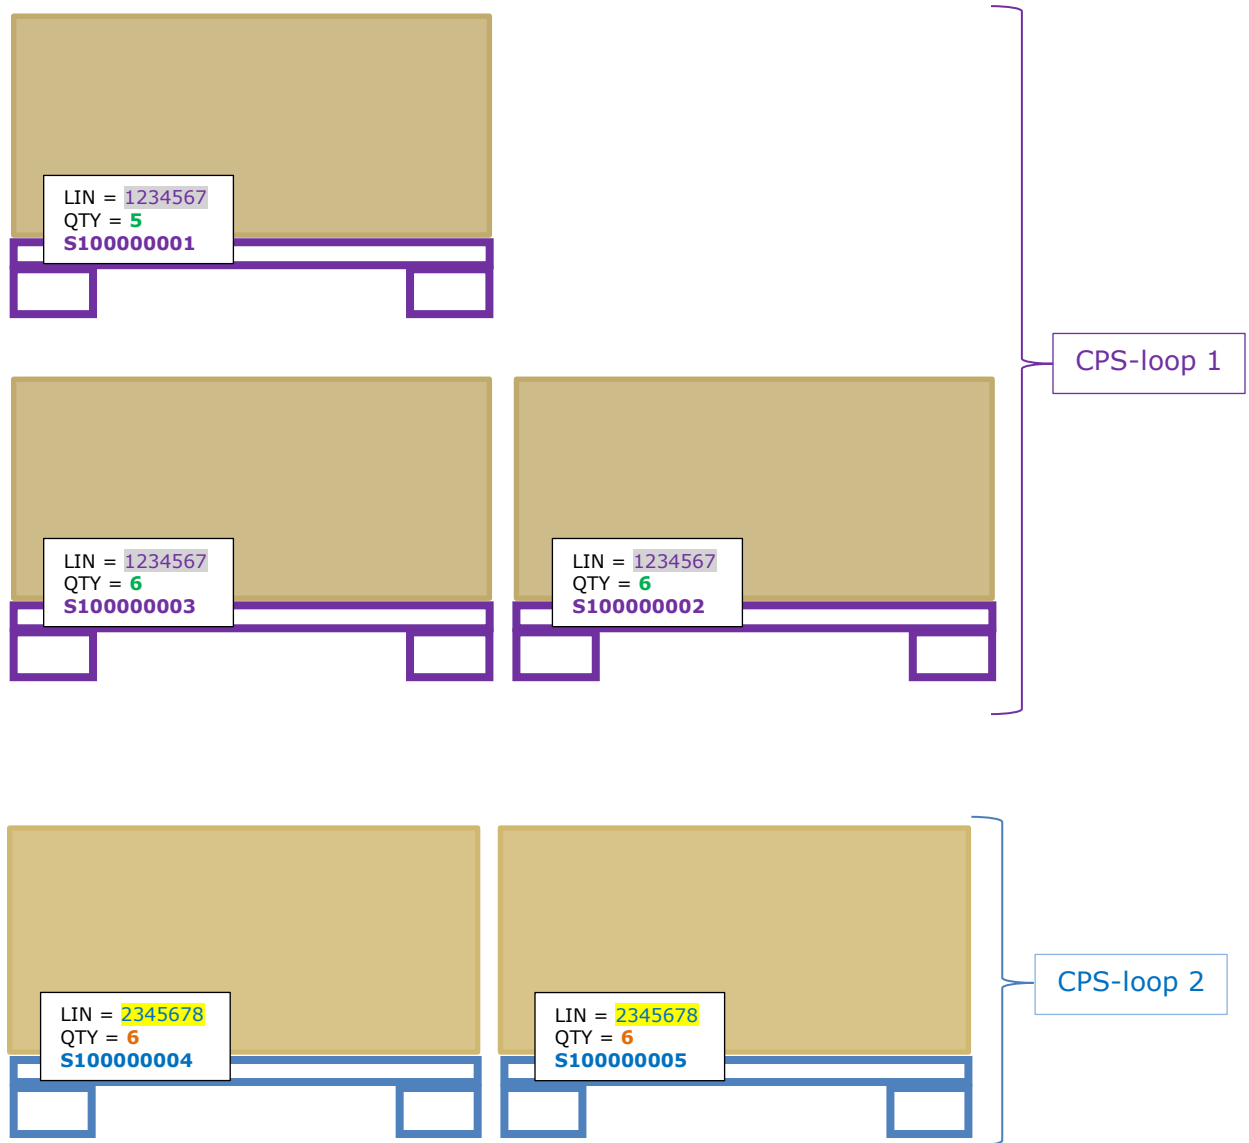 LIN = 1234567
QTY = 5
S100000001
CPS-loop 1
LIN = 1234567
QTY = 6
S100000003
LIN = 1234567
QTY = 6
S100000002
LIN = 2345678
QTY = 6
S100000004
LIN = 2345678
QTY = 6
S100000005
CPS-loop 2